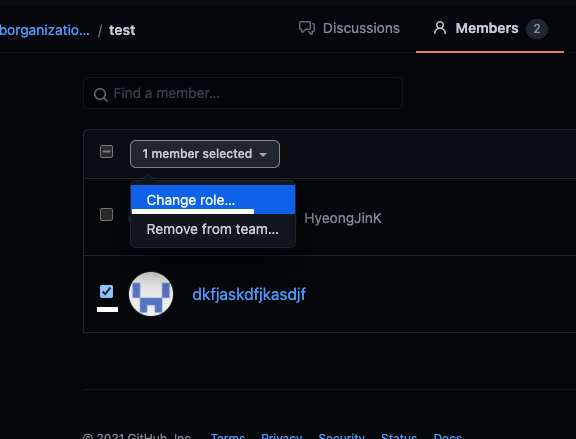 borganizatio... / test
Discussions
Members 2
Find a member...
1 member selected
Change role...
HyeongJinK
Remove from team...
dkfjaskdfjkasdjf
© 2021 GitHub, Inc. Terms Privacy Security Status Docs